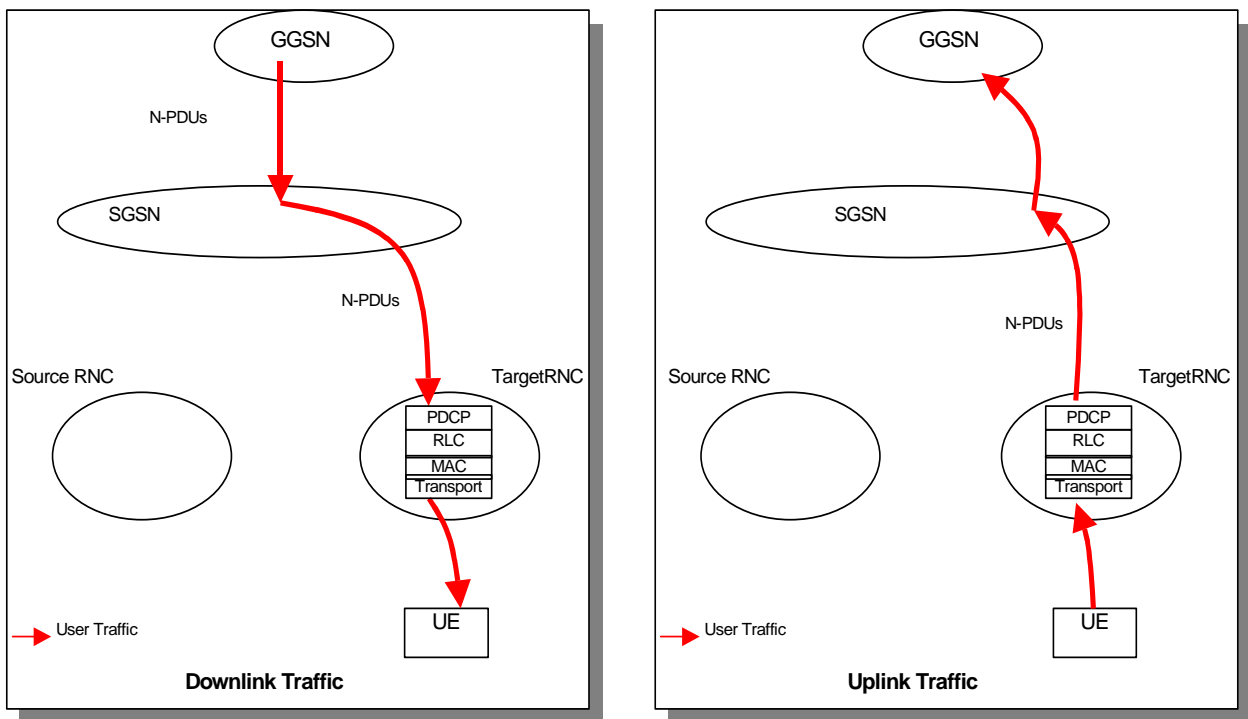 GGSN
N-PDUs
SGSN
N-PDUs
Source RNC
TargetRNC
PDCP
RLC
MAC
Transport
UE
User Traffic
Downlink Traffic
GGSN
SGSN
N-PDUs
Source RNC
TargetRNC
PDCP
RLC
MAC
Transport
UE
User Traffic
Uplink Traffic